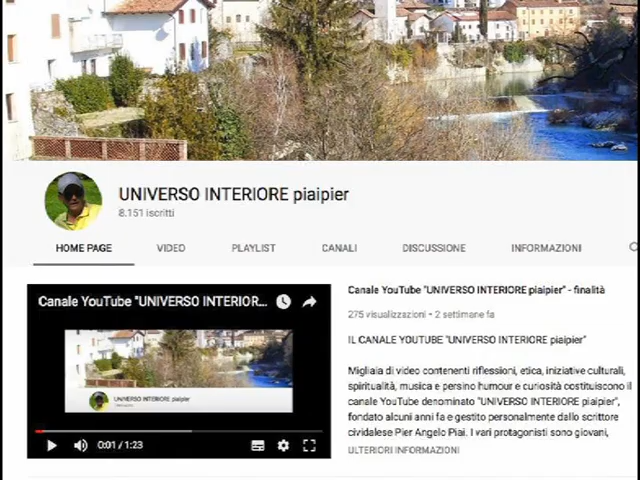 UNIVERSO INTERIORE piaipier
8.151 iscritti
HOME PAGE VIDEO PLAYLIST CANALI DISCUSSIONE INFORMAZIONI
Canale YouTube "UNIVERSO INTERIOR...
UNIVERSO INTERIORE piaipier
0:01 / 1:23
Canale YouTube "UNIVERSO INTERIORE piaipier" - finalità
275 visualizzazioni • 2 settimane fa
IL CANALE YOUTUBE "UNIVERSO INTERIORE piaipier"
Migliaia di video contenenti riflessioni, etica, iniziative culturali,
spiritualità, musica e persino humour e curiosità costituiscono il
canale YouTube denominato "UNIVERSO INTERIORE piaipier",
fondato alcuni anni fa e gestito personalmente dallo scrittore
cividalese Pier Angelo Piai. I vari protagonisti sono giovani,
ULTERIORI INFORMAZIONI